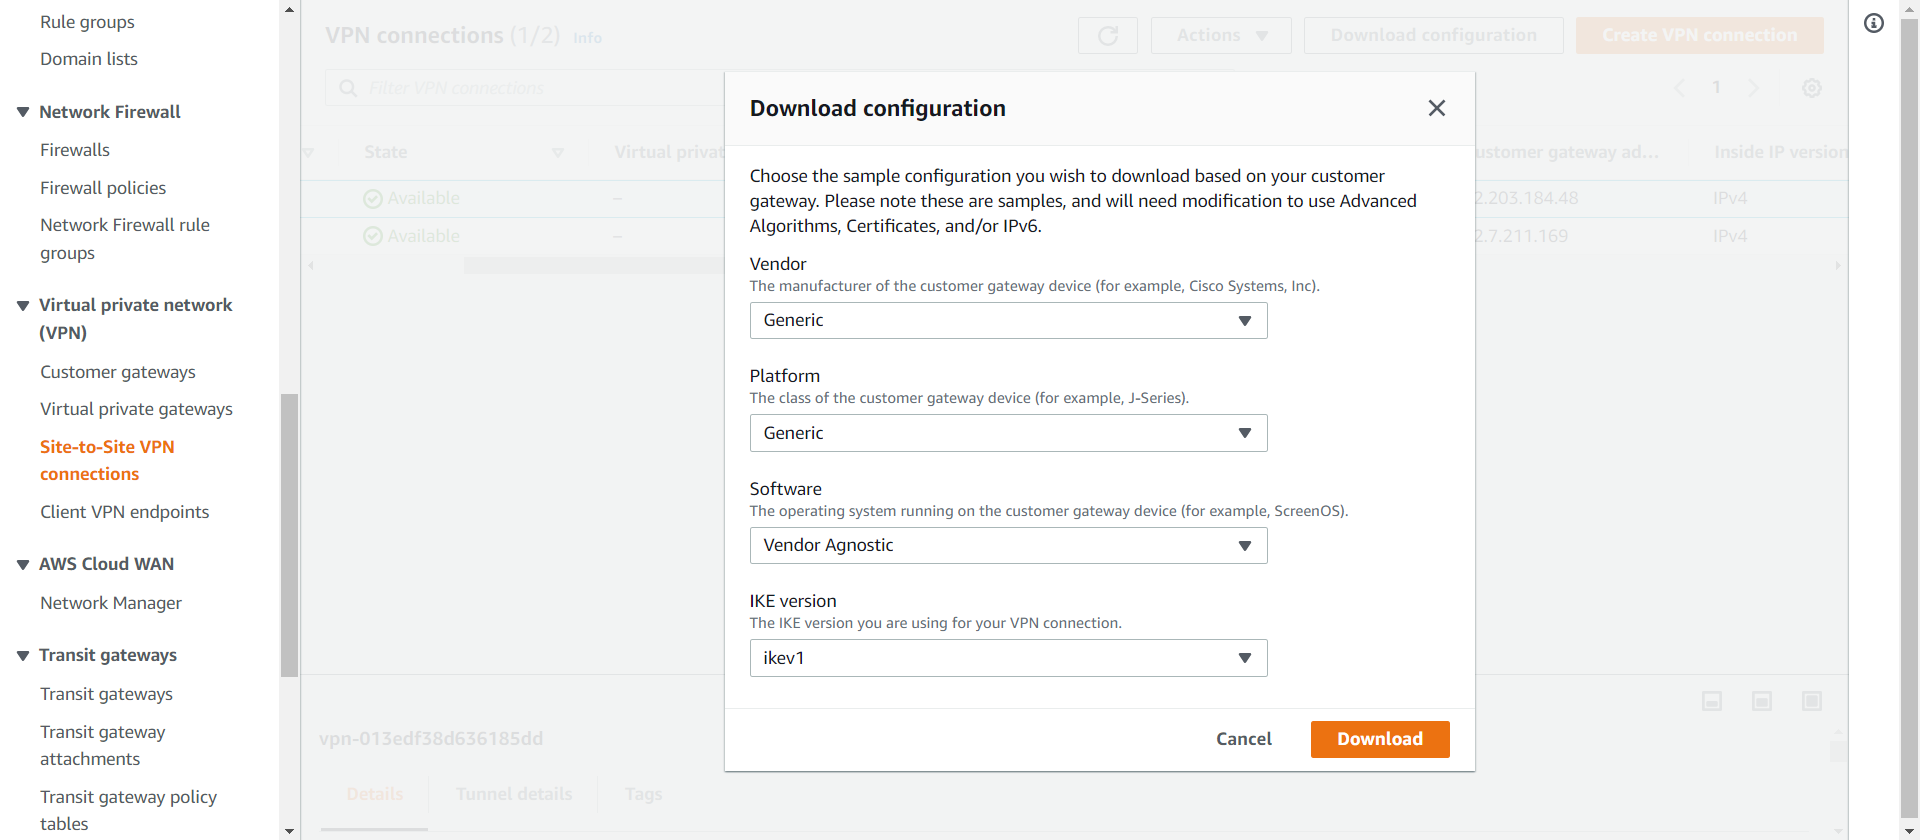 Rule groups
Domain lists
Network Firewall
Firewalls
Firewall policies
Network Firewall rule
groups
Virtual private network
(VPN)
Customer gateways
Virtual private gateways
Site-to-Site VPN
connections
Client VPN endpoints
AWS Cloud WAN
Network Manager
Transit gateways
Transit gateways
Transit gateway
attachments
Transit gateway policy
tables
VPN connections (1/2) Info
Actions
Download configuration
Create VPN connection
Filter VPN connections
1
State
Virtual privat
ustomer gateway ad...
Inside IP version
Available
–
2.203.184.48
IPv4
Available
–
2.7.211.169
IPv4
Download configuration
Choose the sample configuration you wish to download based on your customer
gateway. Please note these are samples, and will need modification to use Advanced
Algorithms, Certificates, and/or IPv6.
Vendor
The manufacturer of the customer gateway device (for example, Cisco Systems, Inc).
Generic
Platform
The class of the customer gateway device (for example, J-Series).
Generic
Software
The operating system running on the customer gateway device (for example, ScreenOS).
Vendor Agnostic
IKE version
The IKE version you are using for your VPN connection.
ikev1
Cancel
Download
vpn-013edf38d636185dd
Details
Tunnel details
Tags